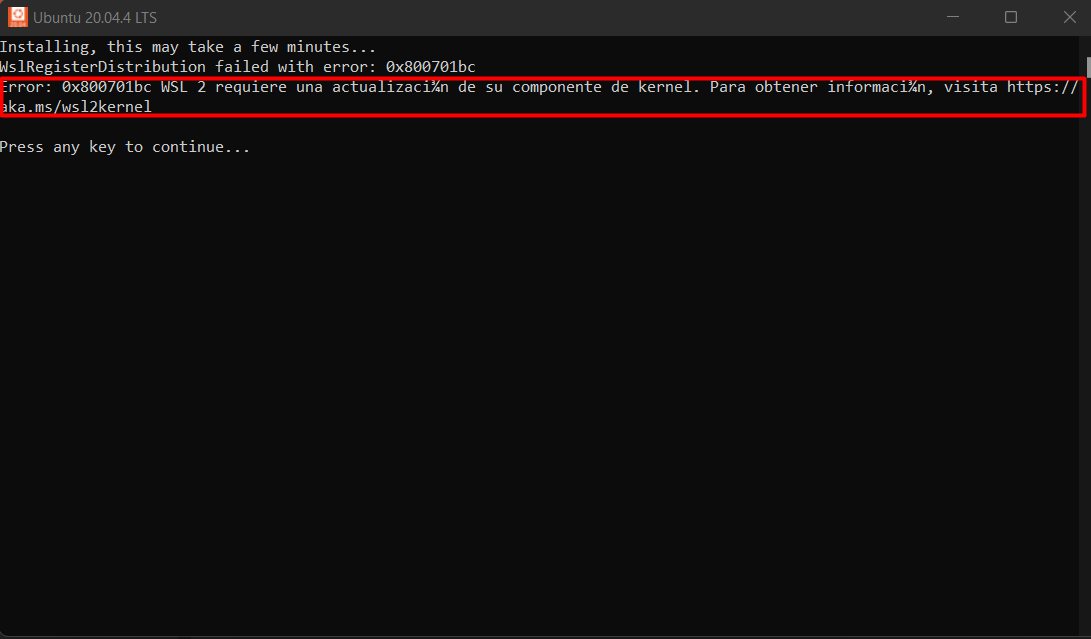 Ubuntu 20.04.4 LTS
Installing, this may take a few minutes...
WslRegisterDistribution failed with error: 0x800701bc
Error: 0x800701bc WSL 2 requiere una actualizaci¾n de su componente de kernel. Para obtener informaci¾n, visita https://
aka.ms/wsl2kernel
Press any key to continue...